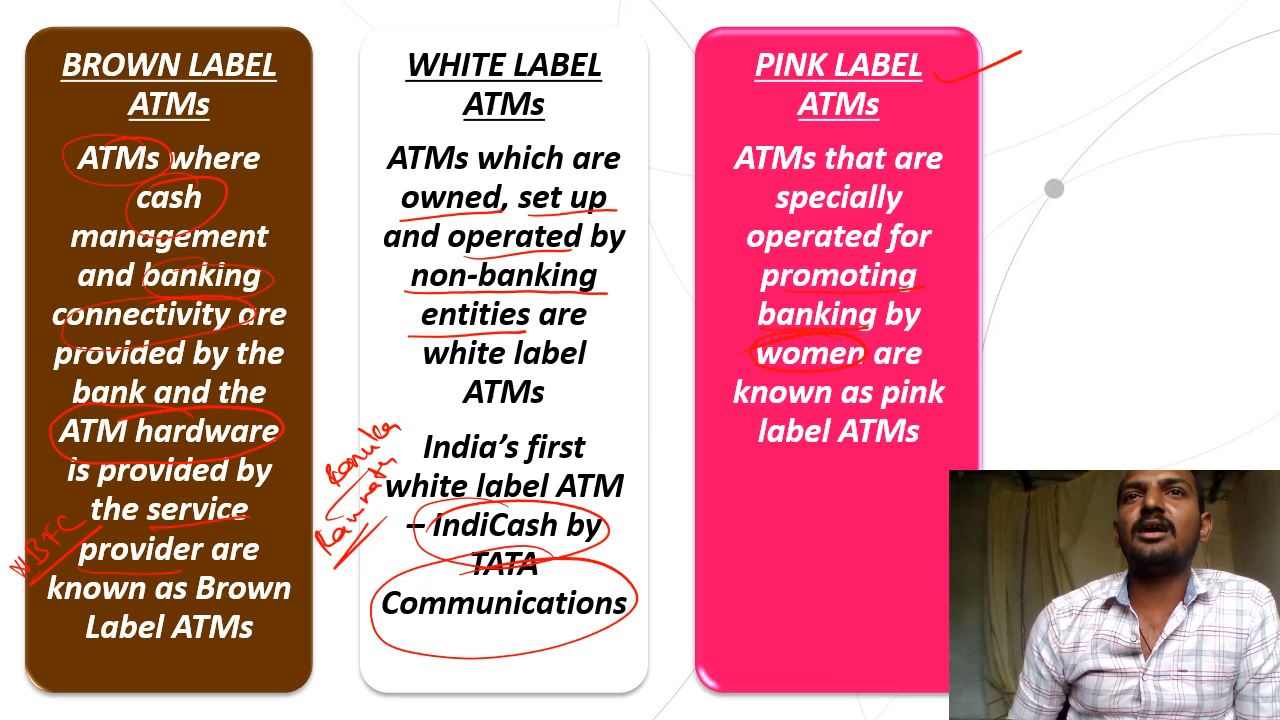 BROWN LABEL
ATMs
ATMs where
cash
management
and banking
connectivity are
provided by the
bank and the
ATM hardware
is provided by
the service
provider are
known as Brown
Label ATMs
NBFC
WHITE LABEL
ATMs
ATMs which are
owned, set up
and operated by
non-banking
entities are
white label
ATMs
India’s first
white label ATM
– IndiCash by
TATA
Communications
PINK LABEL
ATMs
ATMs that are
specially
operated for
promoting
banking by
women are
known as pink
label ATMs